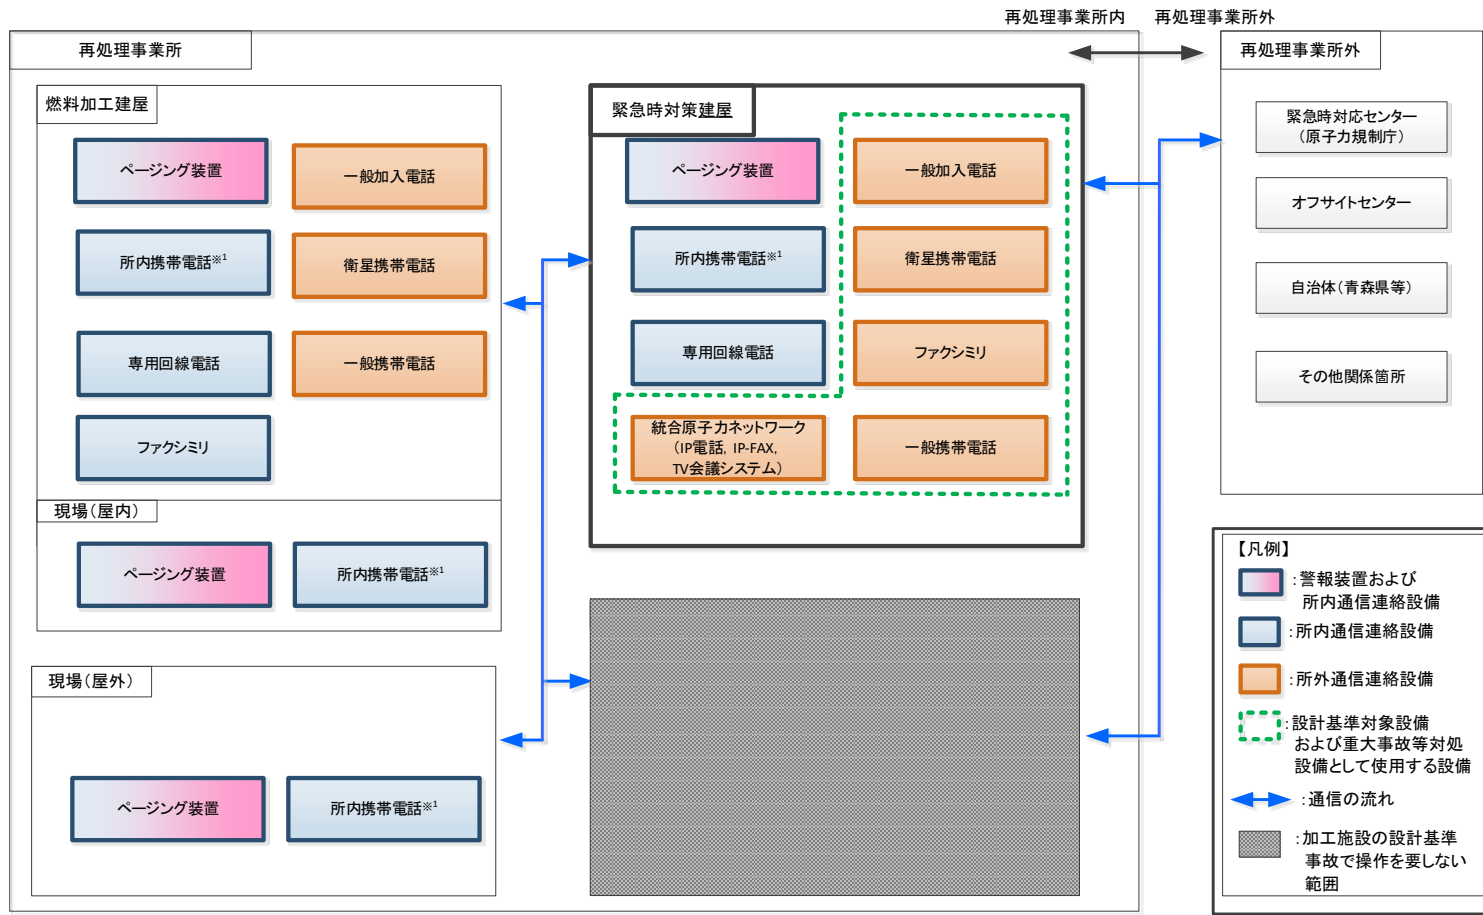 再処理事業所内
再処理事業所外
再処理事業所
燃料加工建屋
ページング装置
一般加入電話
所内携帯電話※1
衛星携帯電話
専用回線電話
一般携帯電話
ファクシミリ
現場(屋内)
ページング装置
所内携帯電話※1
現場(屋外)
ページング装置
所内携帯電話※1
緊急時対策建屋
ページング装置
一般加入電話
所内携帯電話※1
衛星携帯電話
専用回線電話
ファクシミリ
統合原子力ネットワーク
(IP電話, IP-FAX,
TV会議システム)
一般携帯電話
再処理事業所外
緊急時対応センター
(原子力規制庁)
オフサイトセンター
自治体(青森県等)
その他関係箇所
【凡例】
:警報装置および
所内通信連絡設備
:所内通信連絡設備
:所外通信連絡設備
:設計基準対象設備
および重大事故等対処
設備として使用する設備
:通信の流れ
:加工施設の設計基準
事故で操作を要しない
範囲